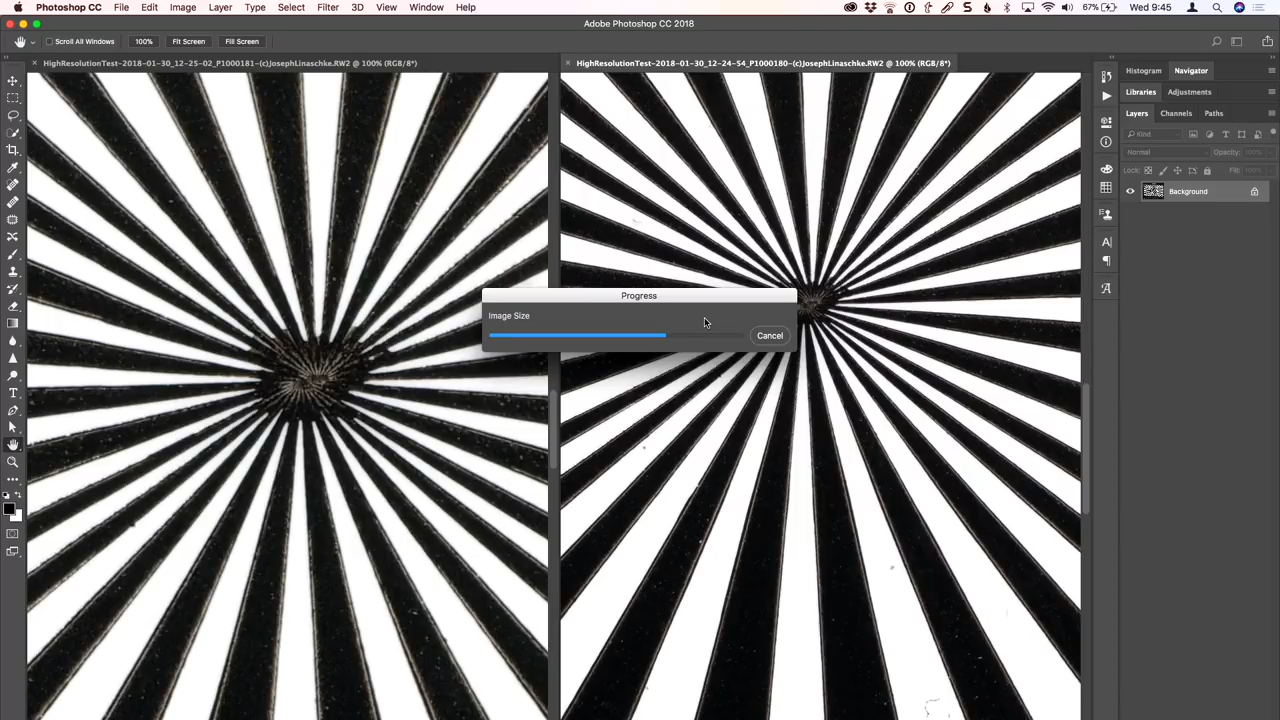 Photoshop CC File Edit Image Layer Type Select Filter 3D View Window Help 67% Wed 9:45
Adobe Photoshop CC 2018
Scroll All Windows 100% Fit Screen Fill Screen
× HighResolutionTest-2018-01-30_12-25-02_P1000181-(c)JosephLinaschke.RW2 @ 100% (RGB/8*)
× HighResolutionTest-2018-01-30_12-24-54_P1000180-(c)JosephLinaschke.RW2 @ 100% (RGB/8*)
Histogram Navigator
Libraries Adjustments
Layers Channels Paths
Kind
Normal Opacity: 100%
Lock: Fill: 100%
Background
Progress
Image Size
Cancel